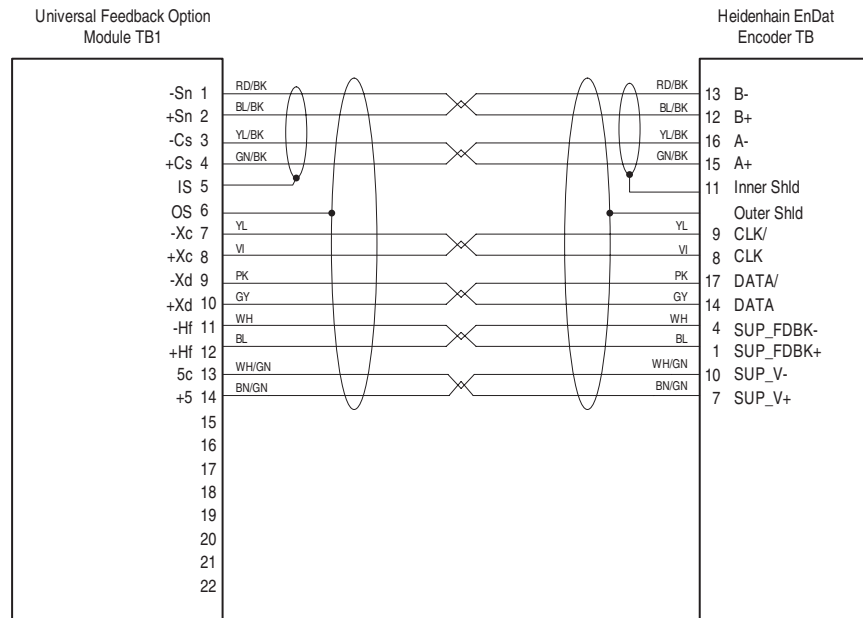 Universal Feedback Option
Module TB1
Heidenhain EnDat
Encoder TB
-Sn 1 RD/BK RD/BK 13 B-
+Sn 2 BL/BK BL/BK 12 B+
-Cs 3 YL/BK YL/BK 16 A-
+Cs 4 GN/BK GN/BK 15 A+
IS 5 11 Inner Shld
OS 6 Outer Shld
-Xc 7 YL YL 9 CLK/
+Xc 8 VI VI 8 CLK
-Xd 9 PK PK 17 DATA/
+Xd 10 GY GY 14 DATA
-Hf 11 WH WH 4 SUP_FDBK-
+Hf 12 BL BL 1 SUP_FDBK+
5c 13 WH/GN WH/GN 10 SUP_V-
+5 14 BN/GN BN/GN 7 SUP_V+
15
16
17
18
19
20
21
22